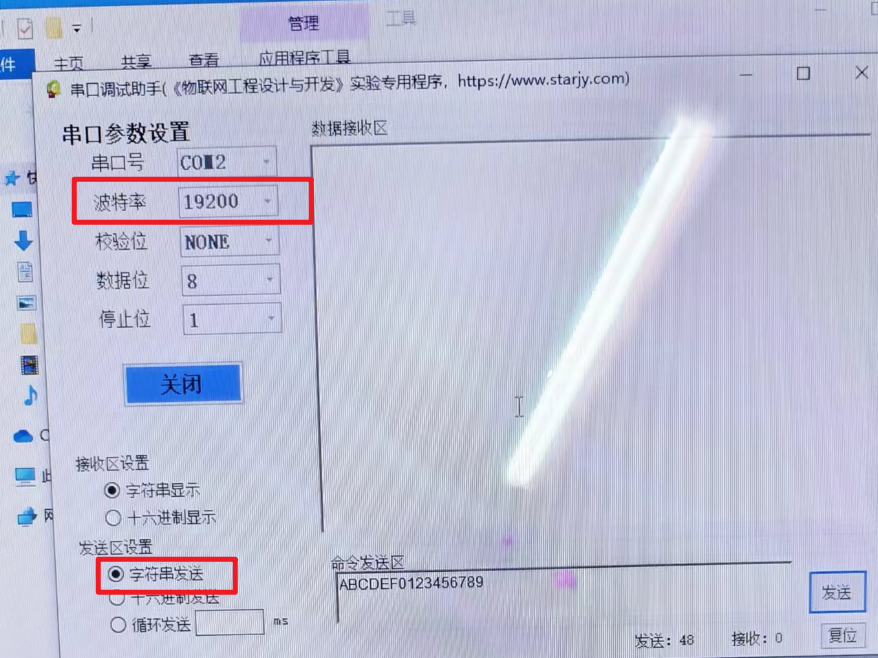 管理
工具
件
主页
共享
查看
应用程序工具
串口调试助手(《物联网工程设计与开发》实验专用程序，https://www.starjy.com)
串口参数设置
数据接收区
串口号
COM2
波特率
19200
校验位
NONE
数据位
8
停止位
1
关闭
接收区设置
字符串显示
十六进制显示
发送区设置
字符串发送
十六进制发送
循环发送
ms
命令发送区
ABCDEF0123456789
发送
发送: 48
接收: 0
复位